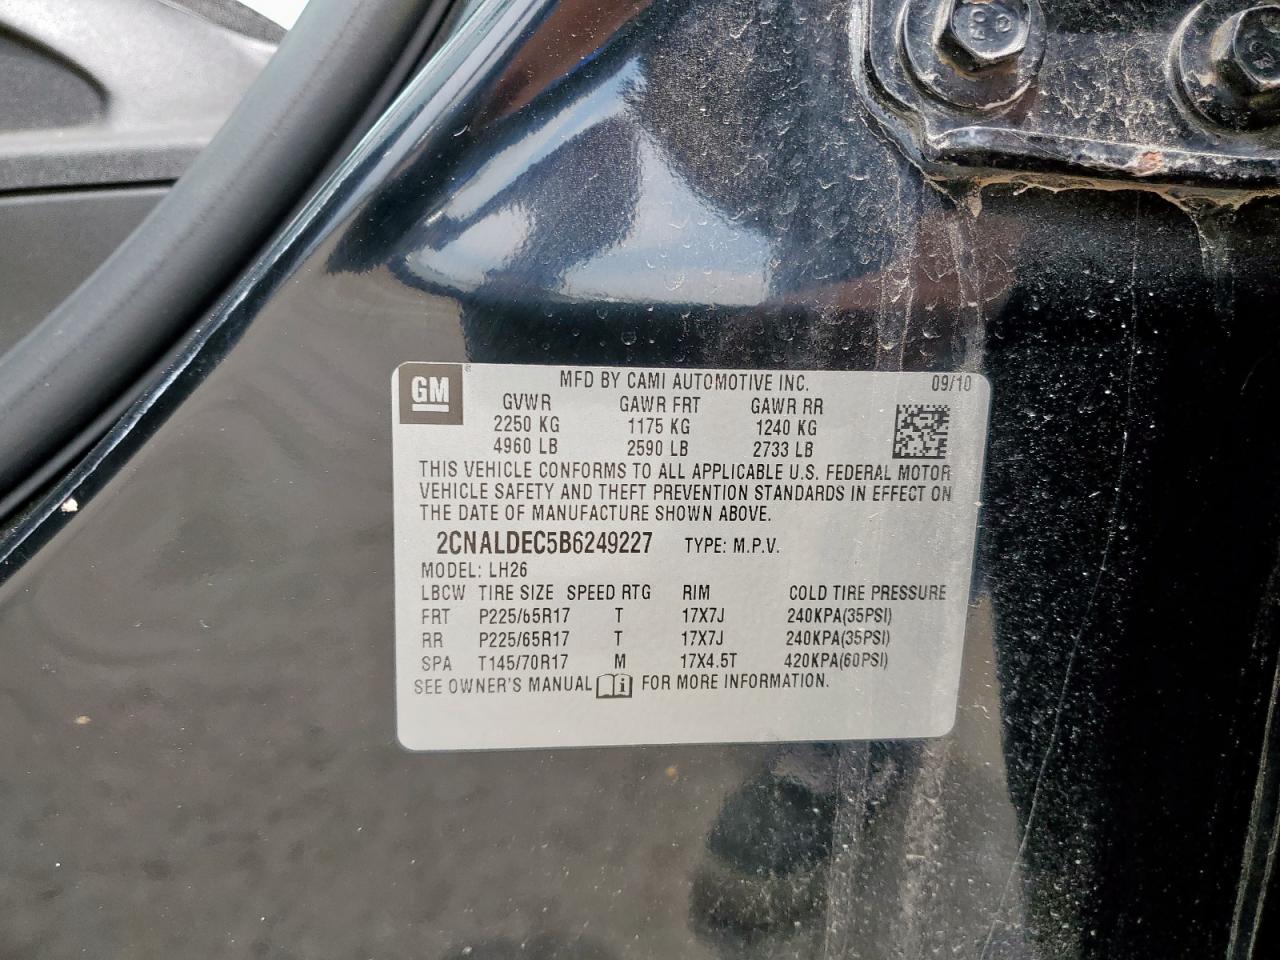 GM ® MFD BY CAMI AUTOMOTIVE INC. 09/10
GVWR GAWR FRT GAWR RR
2250 KG 1175 KG 1240 KG
4960 LB 2590 LB 2733 LB
THIS VEHICLE CONFORMS TO ALL APPLICABLE U.S. FEDERAL MOTOR
VEHICLE SAFETY AND THEFT PREVENTION STANDARDS IN EFFECT ON
THE DATE OF MANUFACTURE SHOWN ABOVE.
2CNALDEC5B6249227 TYPE: M.P.V.
MODEL: LH26
LBCW TIRE SIZE SPEED RTG RIM COLD TIRE PRESSURE
FRT P225/65R17 T 17X7J 240KPA(35PSI)
RR P225/65R17 T 17X7J 240KPA(35PSI)
SPA T145/70R17 M 17X4.5T 420KPA(60PSI)
SEE OWNER'S MANUAL i FOR MORE INFORMATION.